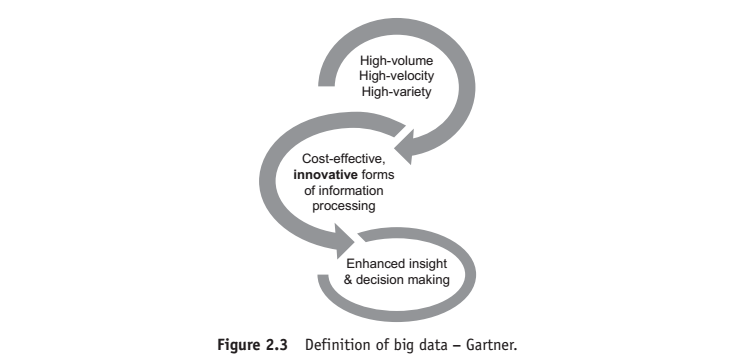 High-volume
High-velocity
High-variety
Cost-effective,
innovative forms
of information
processing
Enhanced insight
& decision making
Figure 2.3 Definition of big data – Gartner.